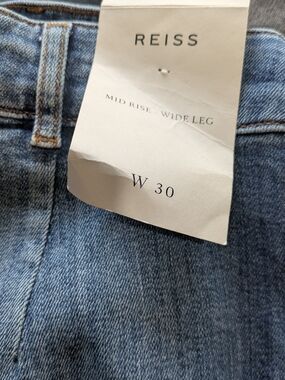 REISS
MID RISE - WIDE LEG
W 30